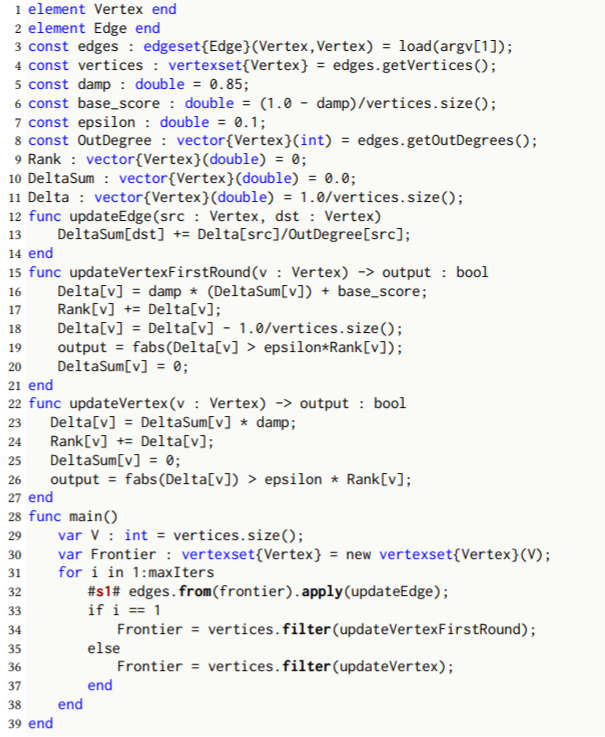 1 element Vertex end
2 element Edge end
3 const edges : edgeset{Edge}(Vertex,Vertex) = load(argv[1]);
4 const vertices : vertexset{Vertex} = edges.getVertices();
5 const damp : double = 0.85;
6 const base_score : double = (1.0 - damp)/vertices.size();
7 const epsilon : double = 0.1;
8 const OutDegree : vector{Vertex}(int) = edges.getOutDegrees();
9 Rank : vector{Vertex}(double) = 0;
10 DeltaSum : vector{Vertex}(double) = 0.0;
11 Delta : vector{Vertex}(double) = 1.0/vertices.size();
12 func updateEdge(src : Vertex, dst : Vertex)
13     DeltaSum[dst] += Delta[src]/OutDegree[src];
14 end
15 func updateVertexFirstRound(v : Vertex) -> output : bool
16     Delta[v] = damp * (DeltaSum[v]) + base_score;
17     Rank[v] += Delta[v];
18     Delta[v] = Delta[v] - 1.0/vertices.size();
19     output = fabs(Delta[v] > epsilon*Rank[v]);
20     DeltaSum[v] = 0;
21 end
22 func updateVertex(v : Vertex) -> output : bool
23    Delta[v] = DeltaSum[v] * damp;
24    Rank[v] += Delta[v];
25    DeltaSum[v] = 0;
26    output = fabs(Delta[v]) > epsilon * Rank[v];
27 end
28 func main()
29     var V : int = vertices.size();
30     var Frontier : vertexset{Vertex} = new vertexset{Vertex}(V);
31     for i in 1:maxIters
32         #s1# edges.from(frontier).apply(updateEdge);
33         if i == 1
34             Frontier = vertices.filter(updateVertexFirstRound);
35         else
36             Frontier = vertices.filter(updateVertex);
37         end
38     end
39 end